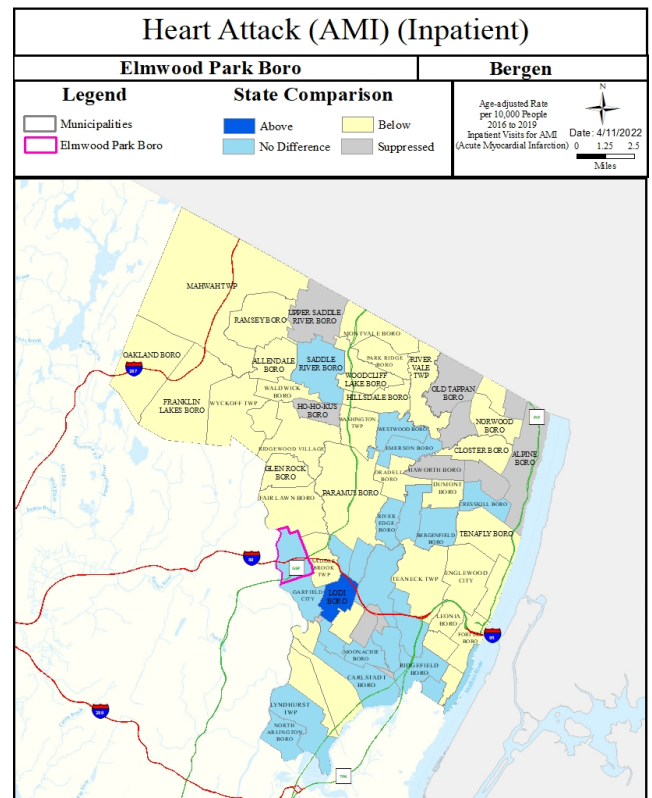 Heart Attack (AMI) (Inpatient)
Elmwood Park Boro
Bergen
Legend
Municipalities
Elmwood Park Boro
State Comparison
Above
Below
No Difference
Suppressed
Age-adjusted Rate
per 10,000 People
2016 to 2019
Inpatient Visits for AMI
(Acute Myocardial Infarction)
N
Date: 4/11/2022
0 1.25 2.5
Miles
MAHWAH TWP
RAMSEY BORO
UPPER SADDLE
RIVER BORO
MONTVALE BORO
OAKLAND BORO
ALLENDALE
BORO
SADDLE
RIVER BORO
PARK RIDGE
BORO
RIVER
VALE
TWP
WOODCLIFF
LAKE BORO
OLD TAPPAN
BORO
287
FRANKLIN
LAKES BORO
WYCKOFF TWP
WALDWICK
BORO
HO-HO-KUS
BORO
HILLSDALE BORO
WASHINGTON
TWP
WESTWOOD BORO
NORWOOD
BORO
EMERSON BORO
CLOSTER BORO
ALPINE
BORO
RIDGEWOOD VILLAGE
GLEN ROCK
BORO
ORADELL
BORO
HAWORTH BORO
DUMONT
BORO
FAIR LAWN BORO
PARAMUS BORO
CRESSKILL BORO
RIVER
EDGE
BORO
BERGENFIELD
BORO
TENAFLY BORO
80
GSP
SADDLE
BROOK
TWP
GARFIELD
CITY
LODI
BORO
TEANECK TWP
ENGLEWOOD
CITY
LEONIA
BORO
FORT LEE
BORO
95
MOONACHIE
BORO
RIDGEFIELD
BORO
CARLSTADT
BORO
LYNDHURST
TWP
NORTH
ARLINGTON
BORO
280